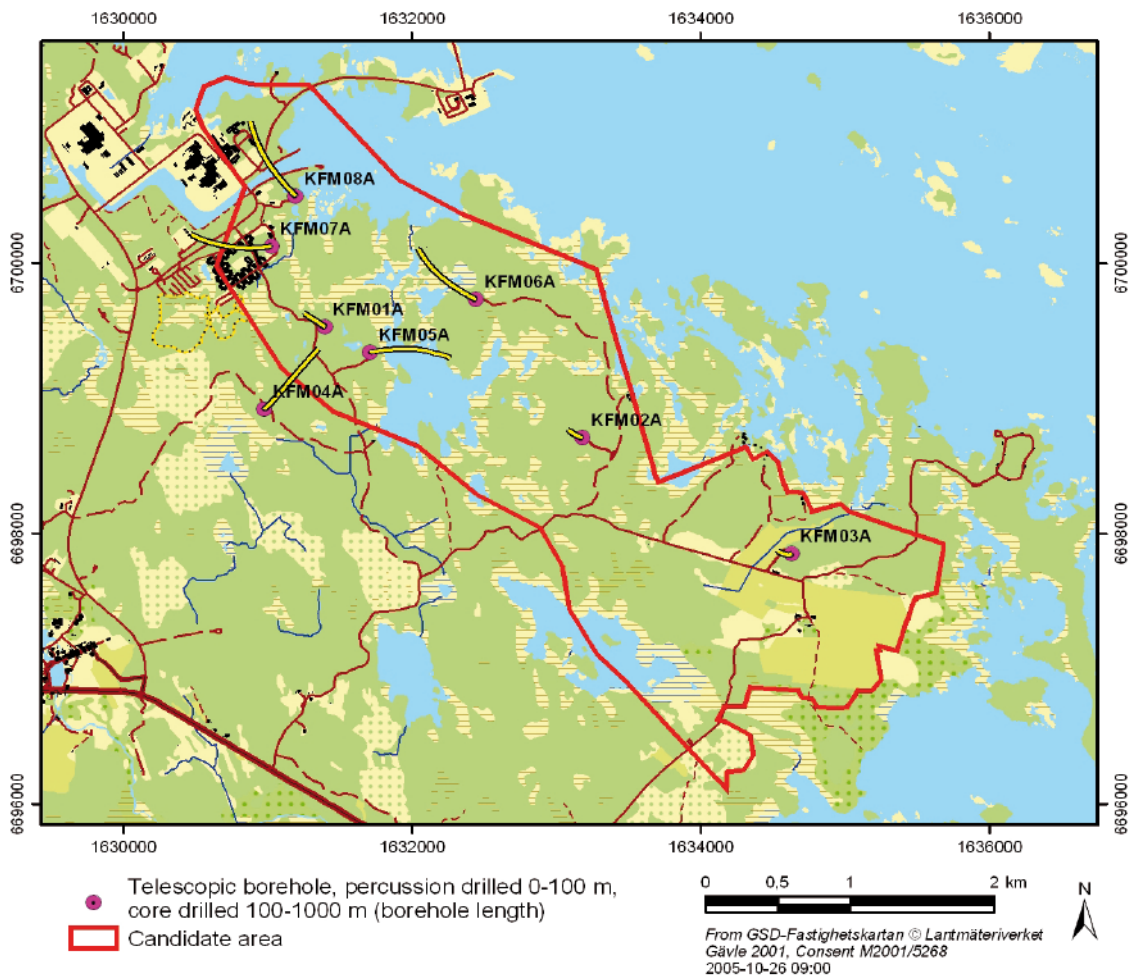 1630000
1632000
1634000
1636000
KFM08A
KFM07A
6700000
6700000
KFM06A
KFM01A
KFM05A
KFM04A
KFM02A
6698000
6698000
KFM03A
6696000
6696000
1630000
1632000
1634000
1636000
Telescopic borehole, percussion drilled 0-100 m,
core drilled 100-1000 m (borehole length)
Candidate area
0 0,5 1 2 km
N
From GSD-Fastighetskartan © Lantmäteriverket
Gävle 2001, Consent M2001/5268
2005-10-26 09:00